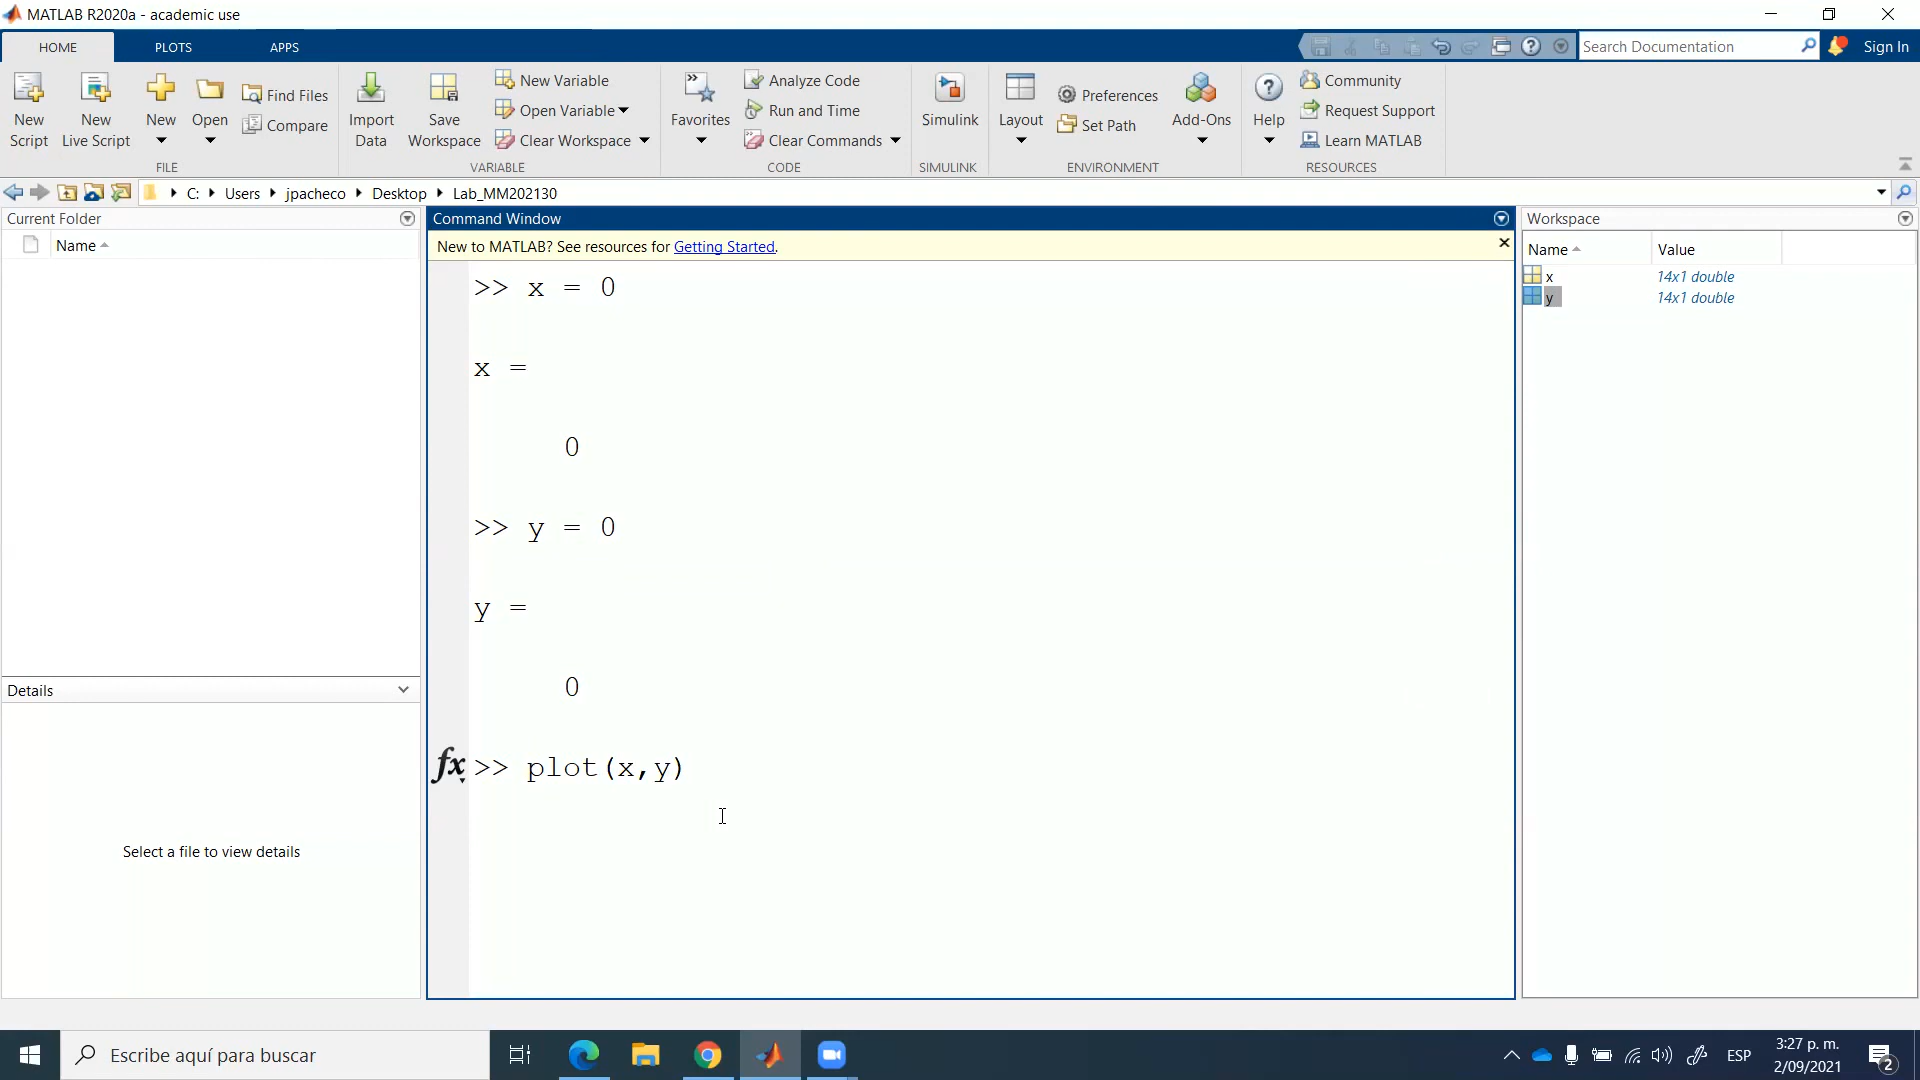 MATLAB R2020a - academic use
HOME
PLOTS
APPS
Search Documentation
Sign In
New Script
New Live Script
New
Open
Find Files
Compare
FILE
Import Data
Save Workspace
New Variable
Open Variable
Clear Workspace
VARIABLE
Favorites
Analyze Code
Run and Time
Clear Commands
CODE
Simulink
SIMULINK
Layout
Preferences
Set Path
Add-Ons
ENVIRONMENT
Help
Community
Request Support
Learn MATLAB
RESOURCES
C: Users jpacheco Desktop Lab_MM202130
Current Folder
Name
Details
Select a file to view details
Command Window
New to MATLAB? See resources for Getting Started.
>> x = 0
x =
0
>> y = 0
y =
0
fx >> plot(x,y)
Workspace
Name Value
x 14x1 double
y 14x1 double
Escribe aquí para buscar
ESP
3:27 p. m.
2/09/2021
2